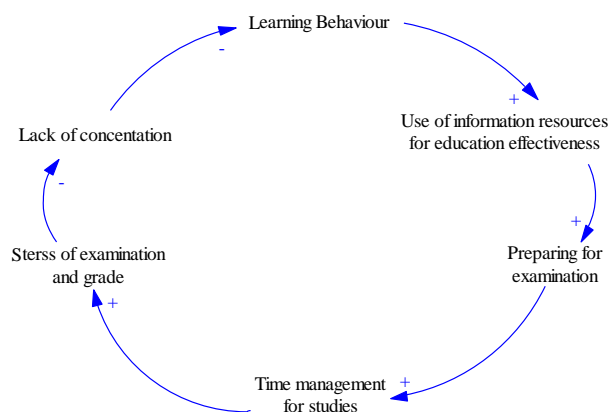 Learning Behaviour
-
+
Use of information resources
for education effectiveness
Lack of concentation
-
+
Sterss of examination
and grade
Preparing for
examination
+
+
Time management
for studies